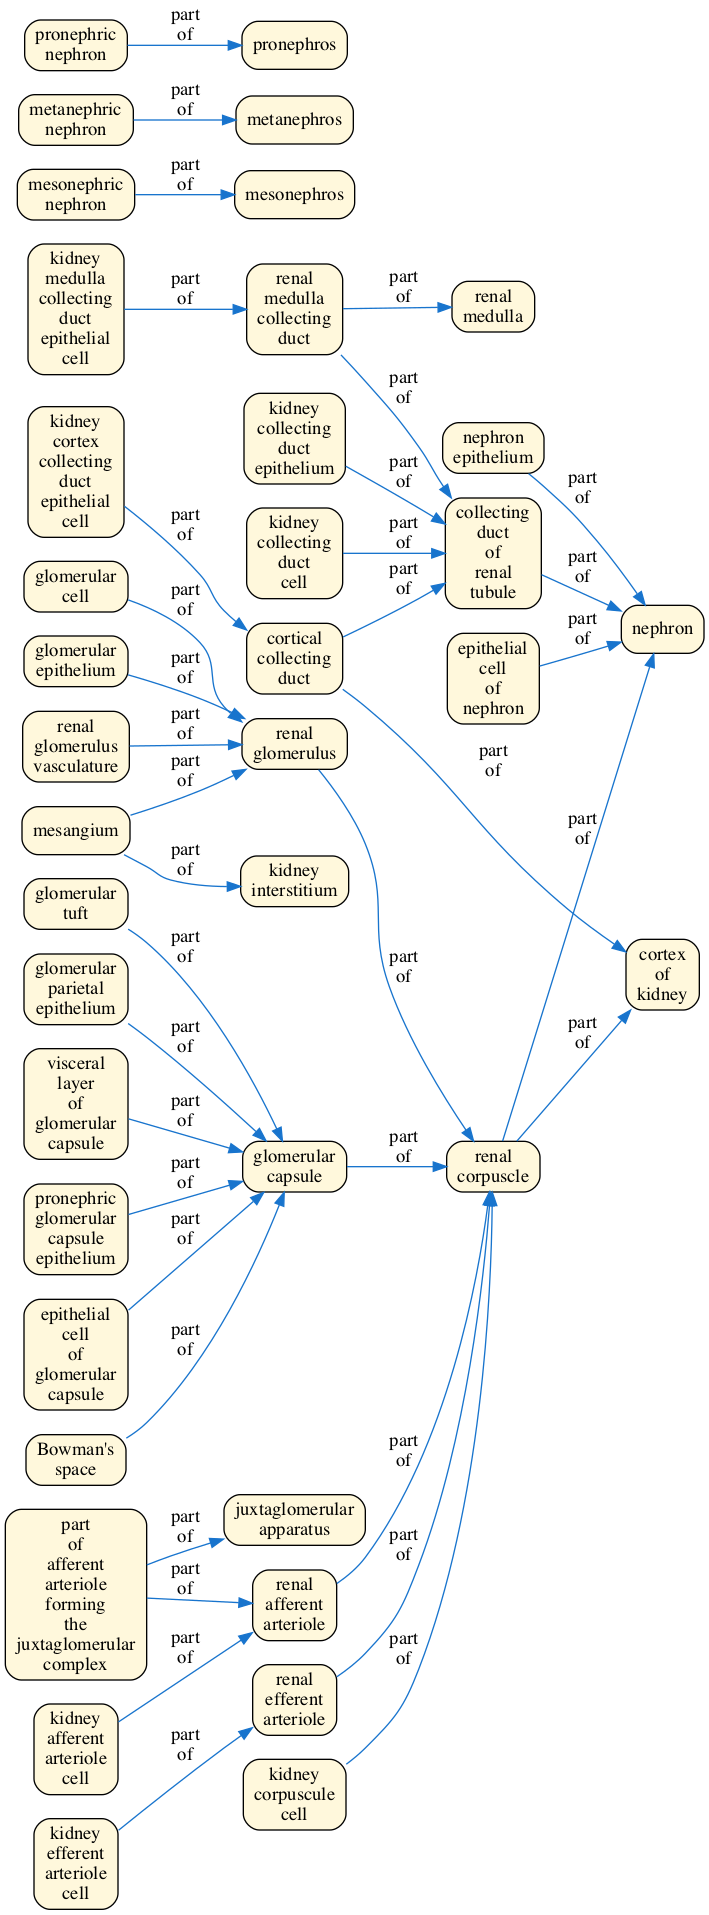 part
of
pronephric
nephron
pronephros
part
of
metanephric
nephron
metanephros
part
of
mesonephric
nephron
mesonephros
kidney
medulla
collecting
duct
epithelial
cell
part
of
renal
medulla
collecting
duct
part
of
renal
medulla
part
of
kidney
cortex
collecting
duct
epithelial
cell
part
of
kidney
collecting
duct
epithelium
part
of
nephron
epithelium
part
of
kidney
collecting
duct
cell
part
of
collecting
duct
of
renal
tubule
part
of
glomerular
cell
part
of
cortical
collecting
duct
part
of
epithelial
cell
of
nephron
part
of
nephron
glomerular
epithelium
part
of
renal
glomerulus
vasculature
part
of
renal
glomerulus
part
of
mesangium
part
of
part
of
kidney
interstitium
part
of
glomerular
tuft
part
of
part
of
cortex
of
kidney
glomerular
parietal
epithelium
part
of
part
of
visceral
layer
of
glomerular
capsule
part
of
glomerular
capsule
part
of
renal
corpuscle
pronephric
glomerular
capsule
epithelium
part
of
epithelial
cell
of
glomerular
capsule
part
of
Bowman's
space
part
of
part
of
afferent
arteriole
forming
the
juxtaglomerular
complex
part
of
juxtaglomerular
apparatus
part
of
renal
afferent
arteriole
part
of
kidney
afferent
arteriole
cell
part
of
renal
efferent
arteriole
part
of
kidney
efferent
arteriole
cell
part
of
kidney
corpuscule
cell
part
of